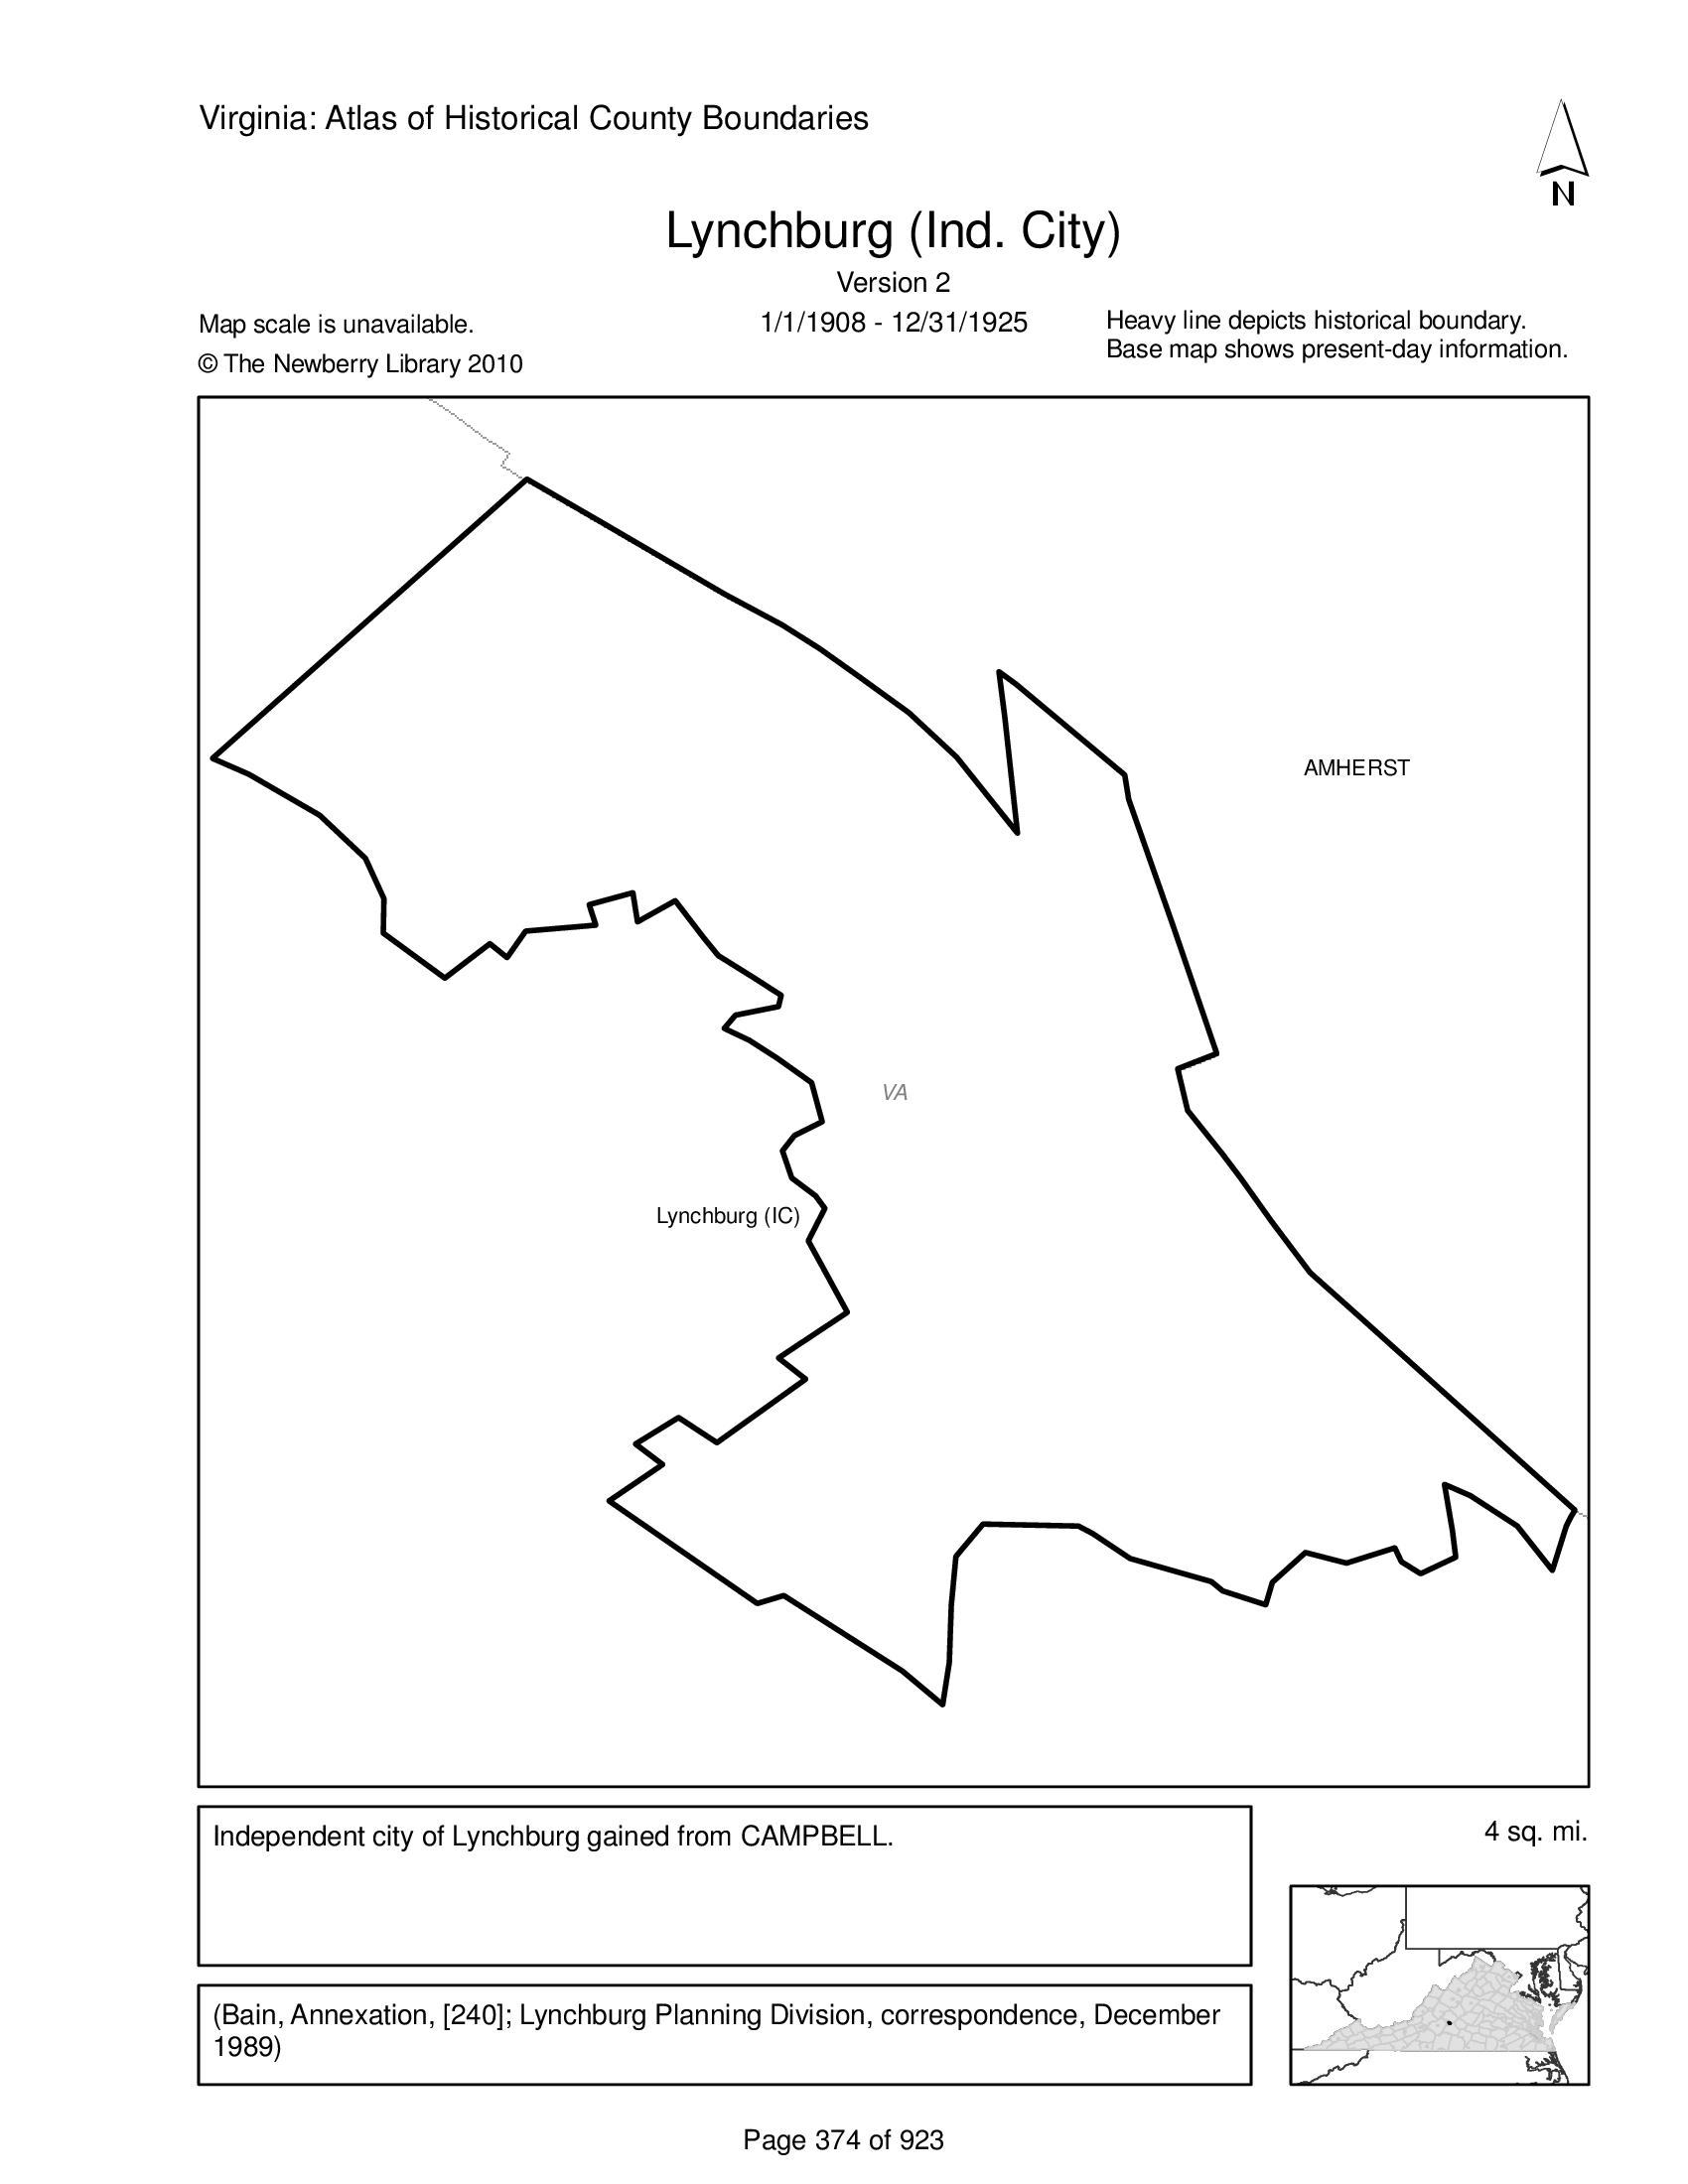 Virginia: Atlas of Historical County Boundaries
N
Lynchburg (Ind. City)
Version 2
Map scale is unavailable.
1/1/1908 - 12/31/1925
Heavy line depicts historical boundary.
© The Newberry Library 2010
Base map shows present-day information.
AMHERST
VA
Lynchburg (IC)
Independent city of Lynchburg gained from CAMPBELL.
4 sq. mi.
(Bain, Annexation, [240]; Lynchburg Planning Division, correspondence, December
1989)
Page 374 of 923